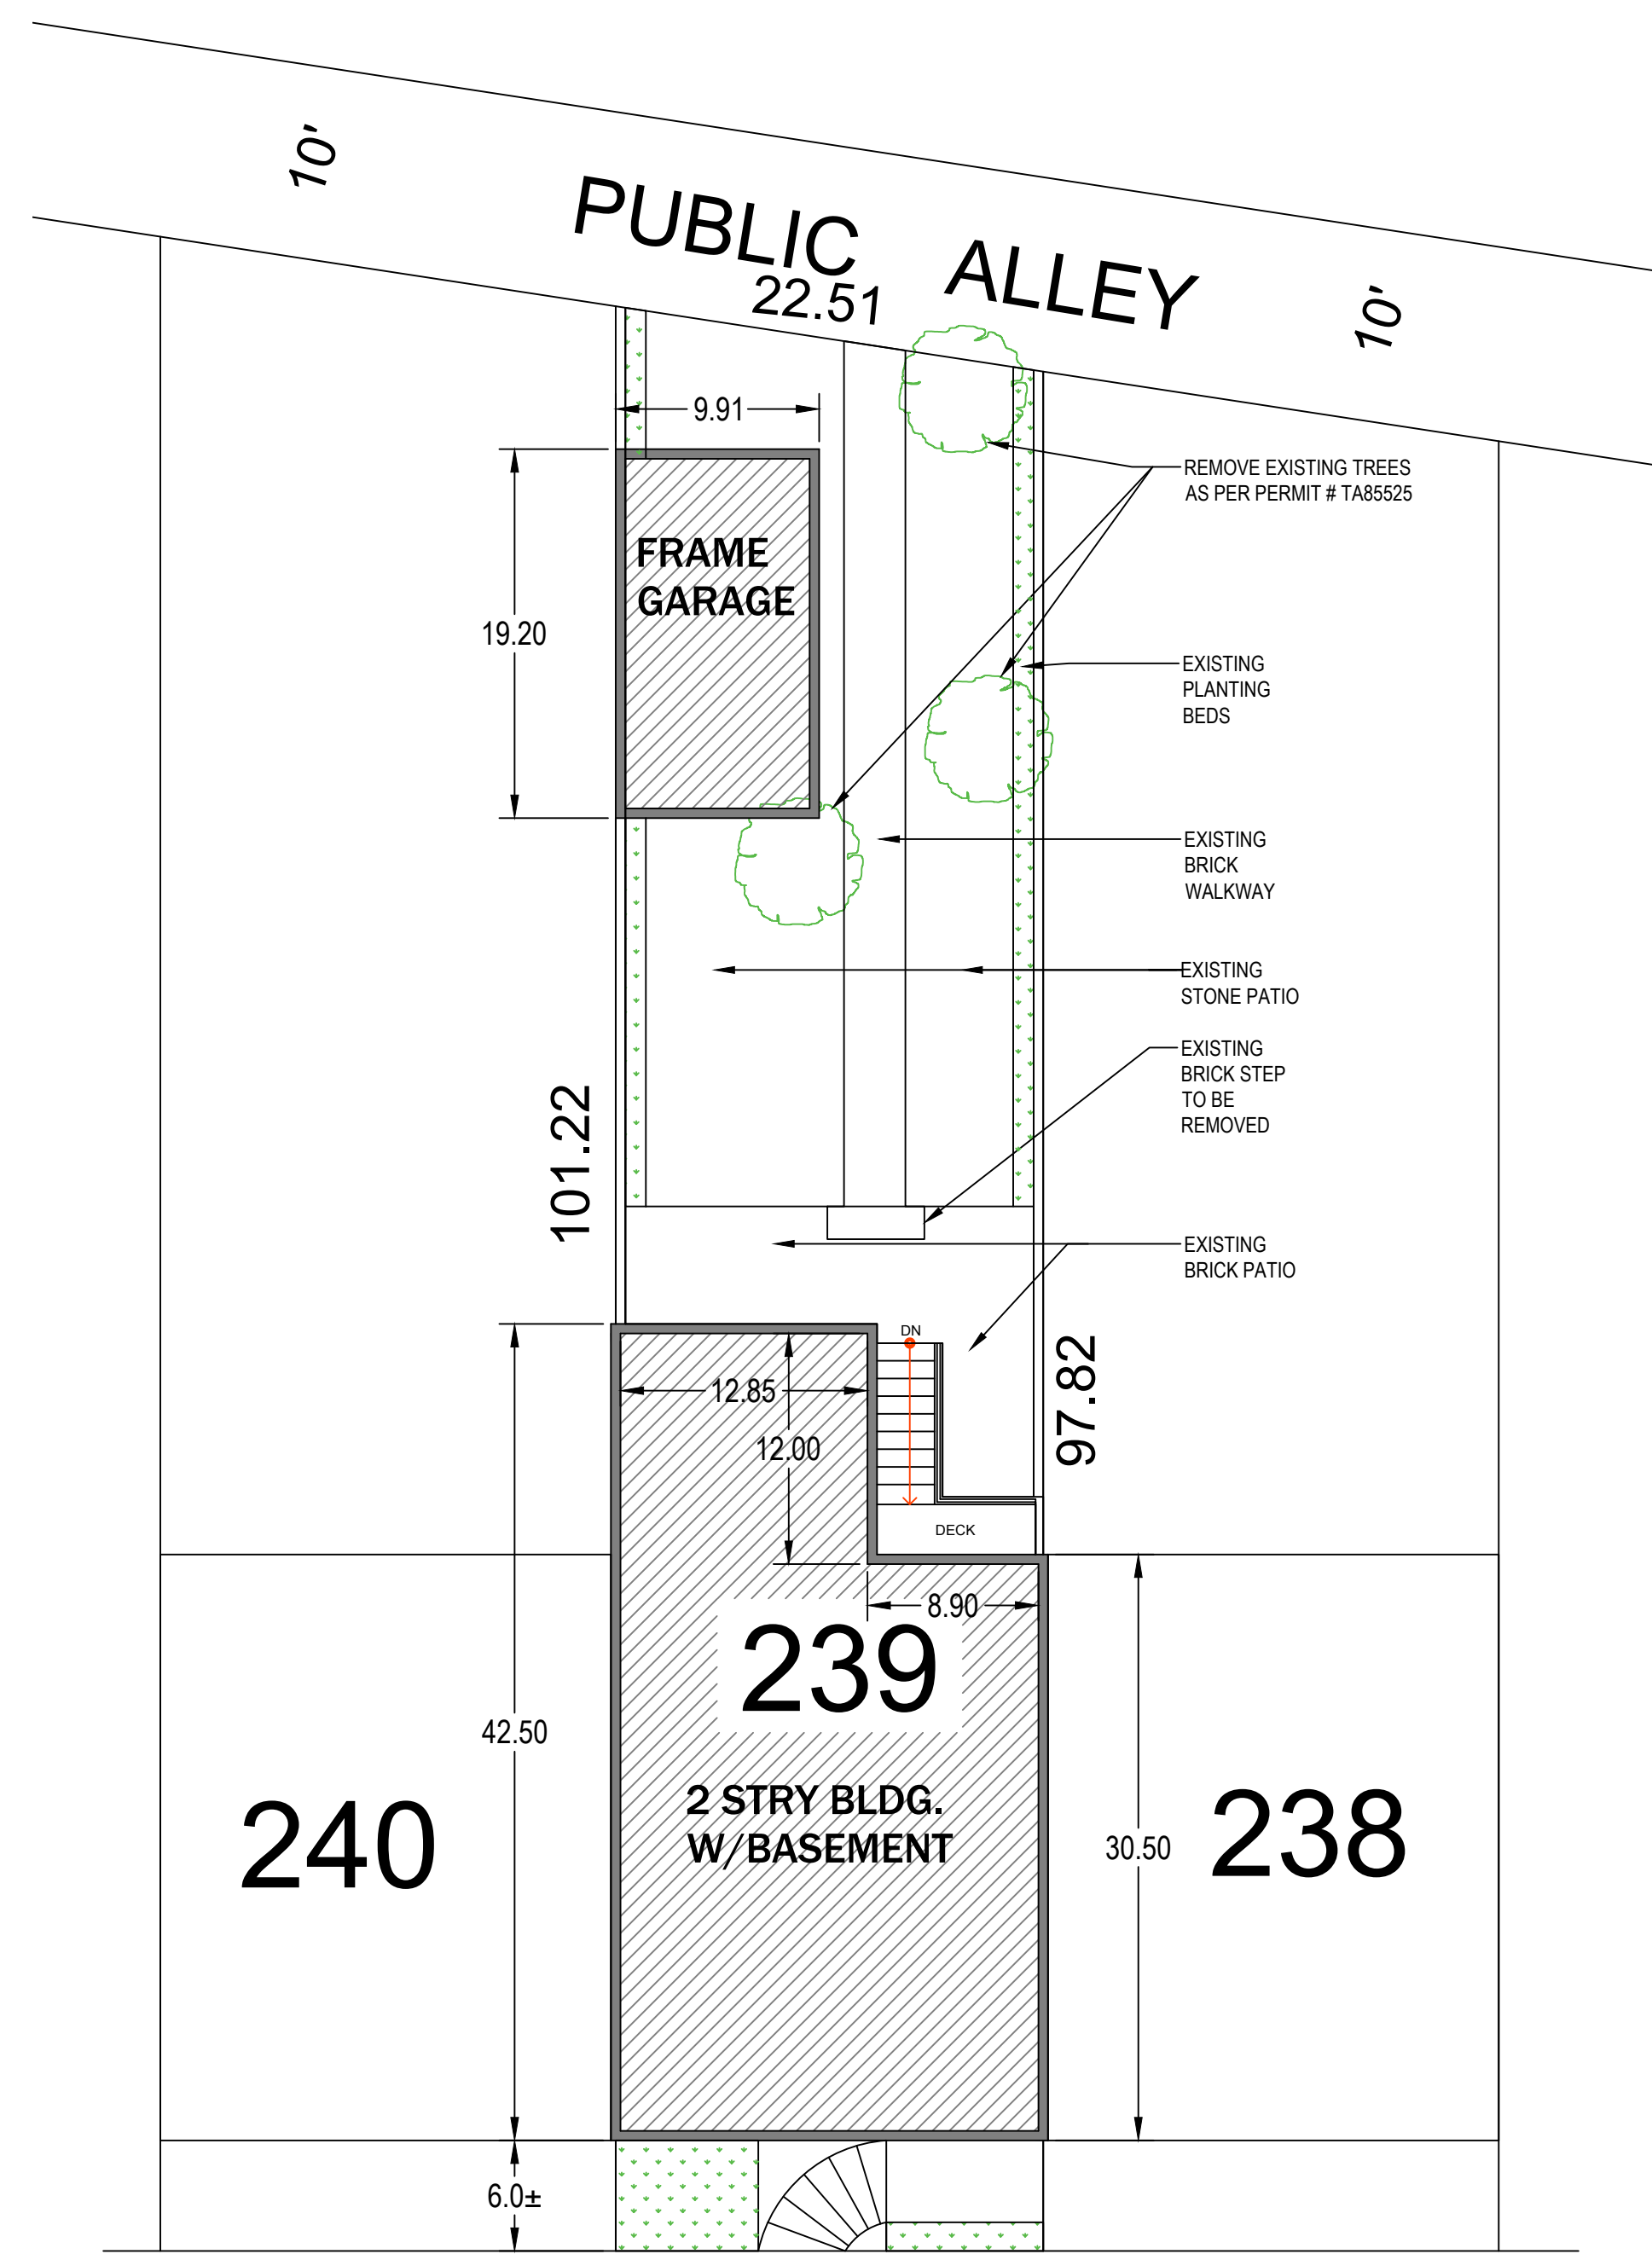 10'
PUBLIC ALLEY
22.51
10'
9.91
REMOVE EXISTING TREES
AS PER PERMIT # TA85525
FRAME
GARAGE
19.20
EXISTING
PLANTING
BEDS
EXISTING
BRICK
WALKWAY
EXISTING
STONE PATIO
EXISTING
BRICK STEP
TO BE
REMOVED
101.22
EXISTING
BRICK PATIO
DN
12.85
97.82
12.00
DECK
8.90
239
42.50
2 STRY BLDG.
W/BASEMENT
240
30.50
238
6.0±